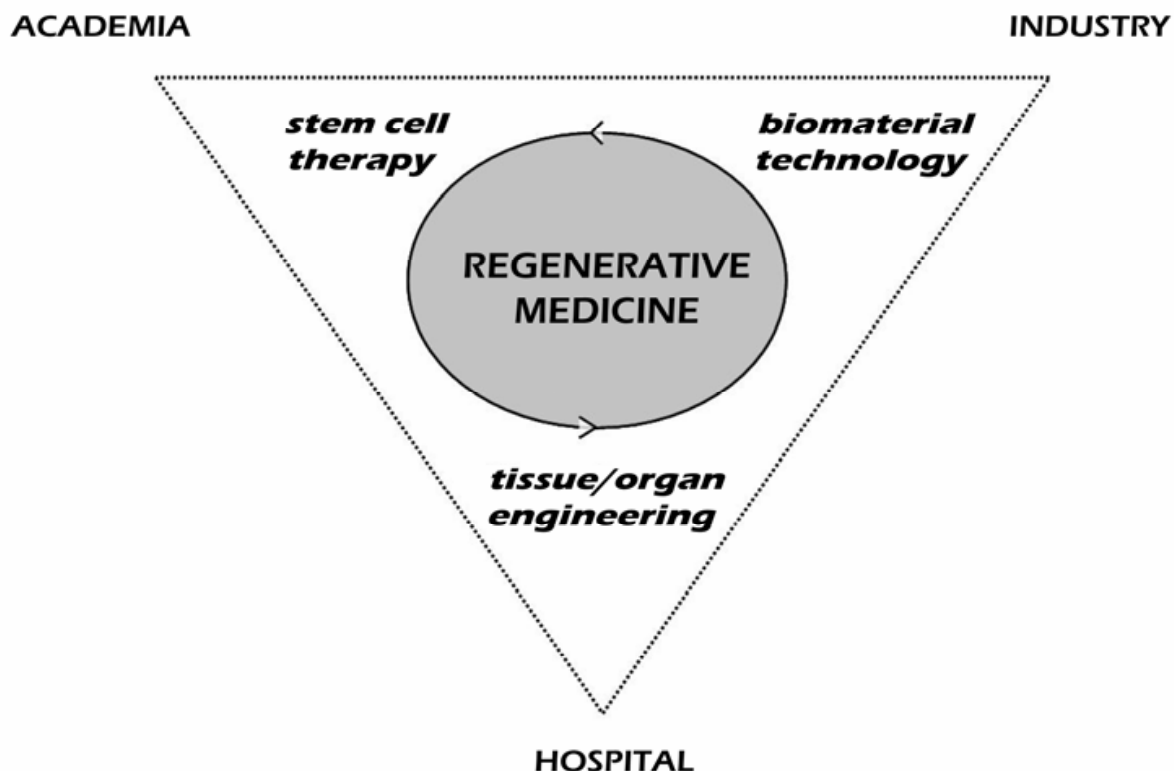 ACADEMIA
INDUSTRY
stem cell
therapy
biomaterial
technology
REGENERATIVE
MEDICINE
tissue/organ
engineering
HOSPITAL